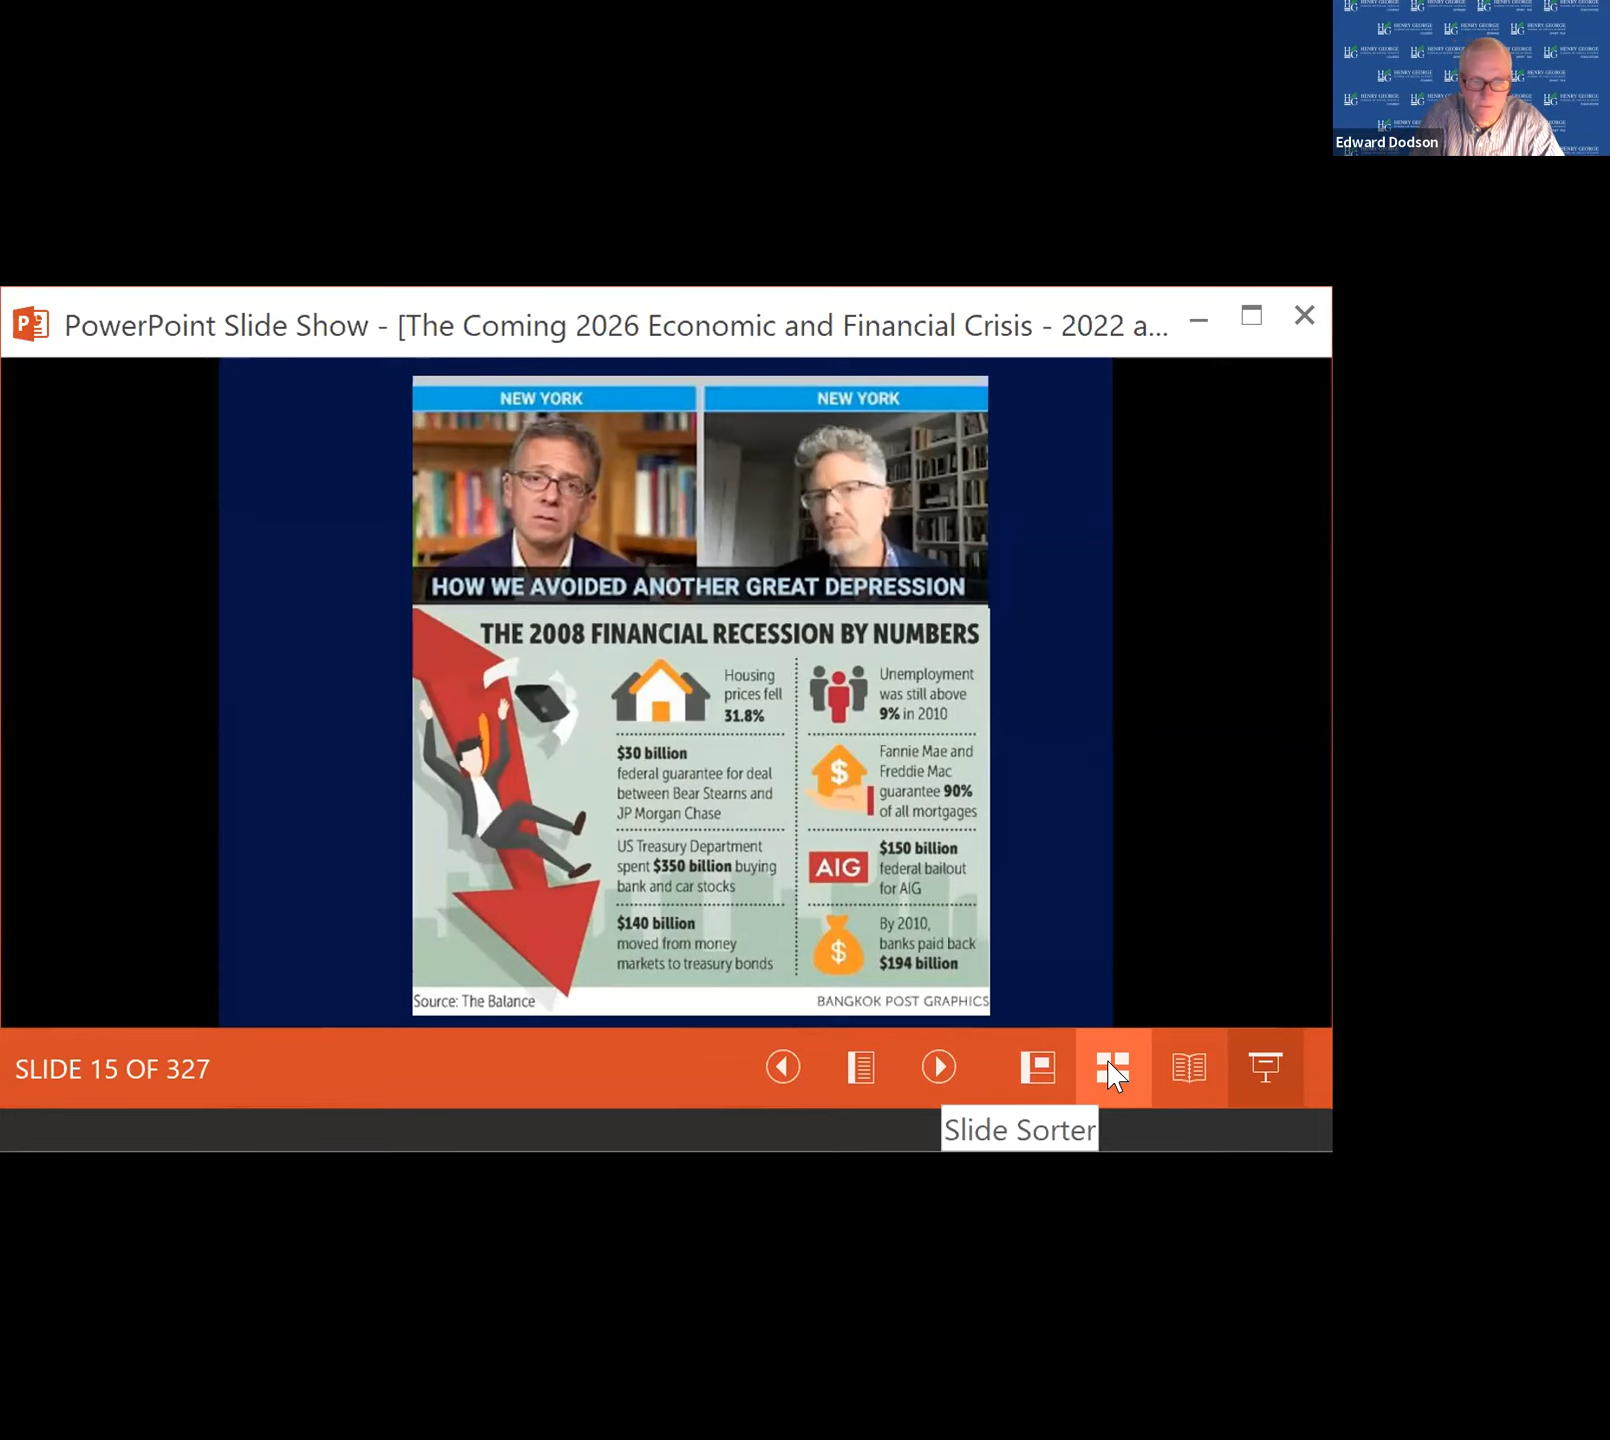 HENRY GEORGE
Edward Dodson
PowerPoint Slide Show - [The Coming 2026 Economic and Financial Crisis - 2022 a...
NEW YORK
NEW YORK
HOW WE AVOIDED ANOTHER GREAT DEPRESSION
THE 2008 FINANCIAL RECESSION BY NUMBERS
Housing
prices fell
31.8%
$30 billion
federal guarantee for deal
between Bear Stearns and
JP Morgan Chase
US Treasury Department
spent $350 billion buying
bank and car stocks
$140 billion
moved from money
markets to treasury bonds
Unemployment
was still above
9% in 2010
Fannie Mae and
Freddie Mac
guarantee 90%
of all mortgages
AIG
$150 billion
federal bailout
for AIG
By 2010,
banks paid back
$194 billion
Source: The Balance
BANGKOK POST GRAPHICS
SLIDE 15 OF 327
Slide Sorter